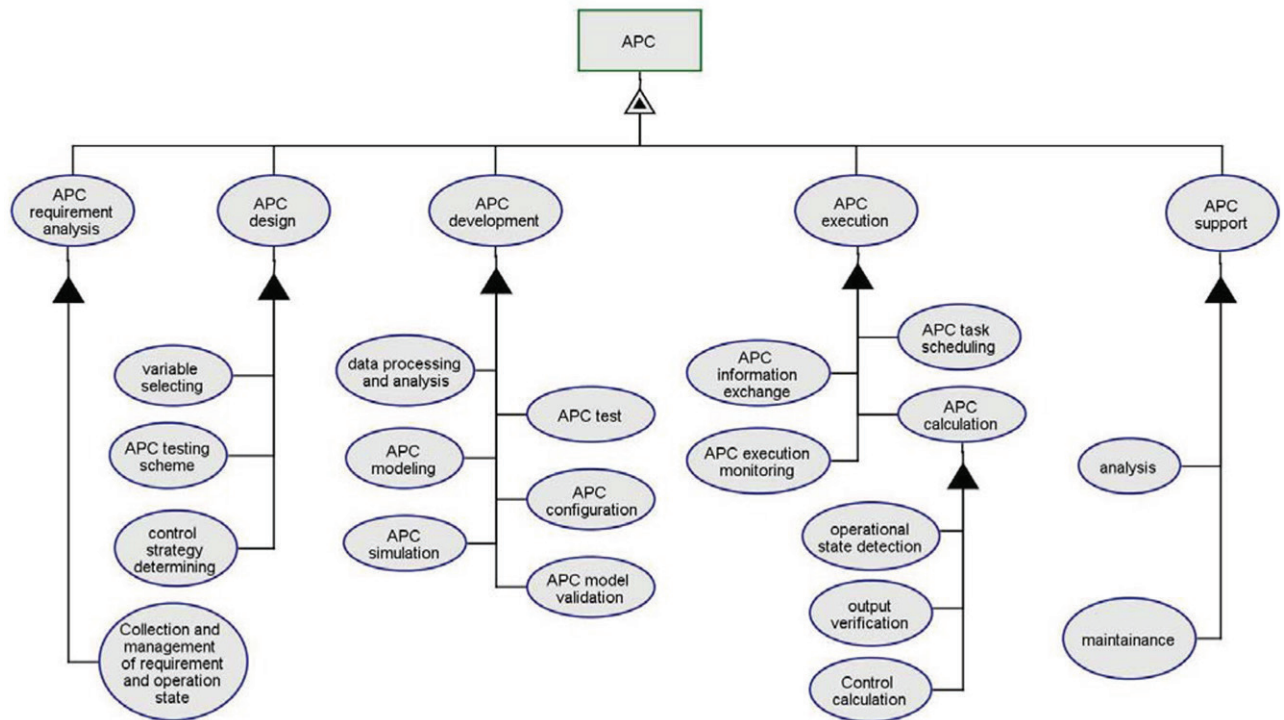 APC
APC
requirement
analysis
APC
design
APC
development
APC
execution
APC
support
variable
selecting
APC testing
scheme
control
strategy
determining
Collection and
management
of requirement
and operation
state
data processing
and analysis
APC test
APC
modeling
APC
configuration
APC
simulation
APC model
validation
APC task
scheduling
APC
information
exchange
APC
calculation
APC execution
monitoring
operational
state detection
output
verification
Control
calculation
analysis
maintainance